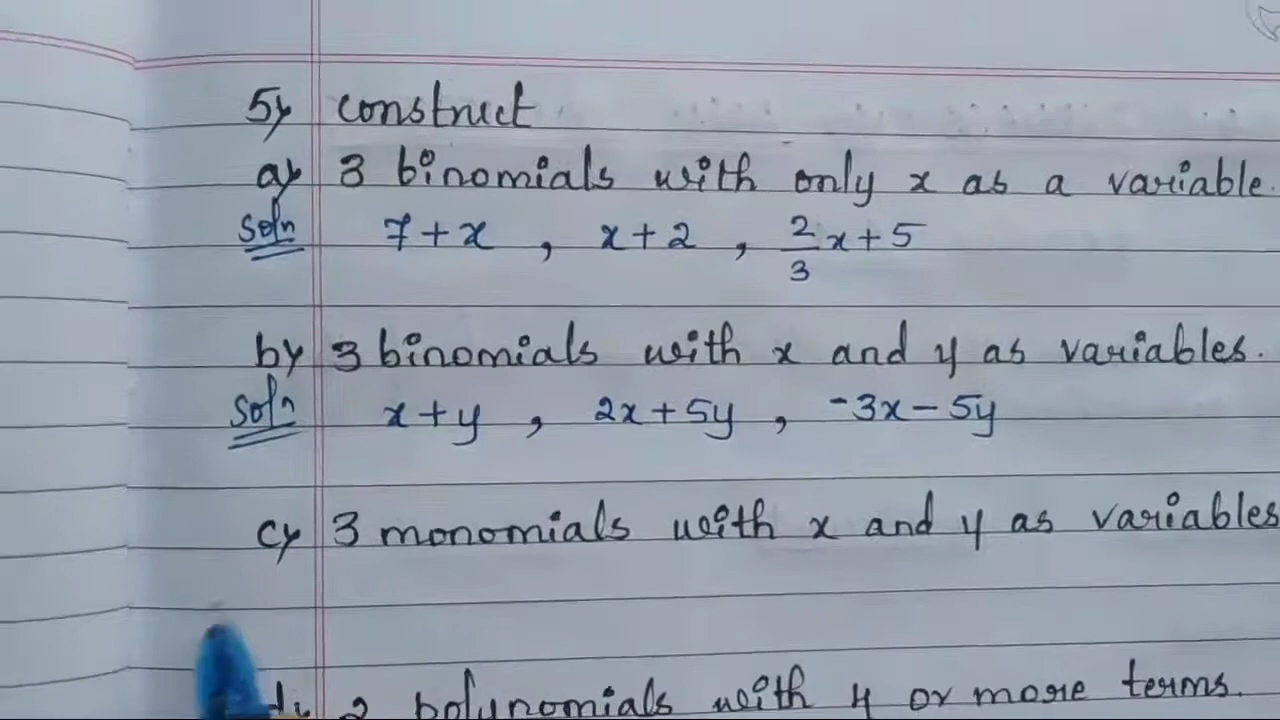 5) construct
a) 3 binomials with only x as a variable.
Soln 7 + x , x + 2 , 2/3 x + 5
b) 3 binomials with x and y as variables.
Soln x + y , 2x + 5y , -3x - 5y
c) 3 monomials with x and y as variables
d) 2 polynomials with 4 or more terms.